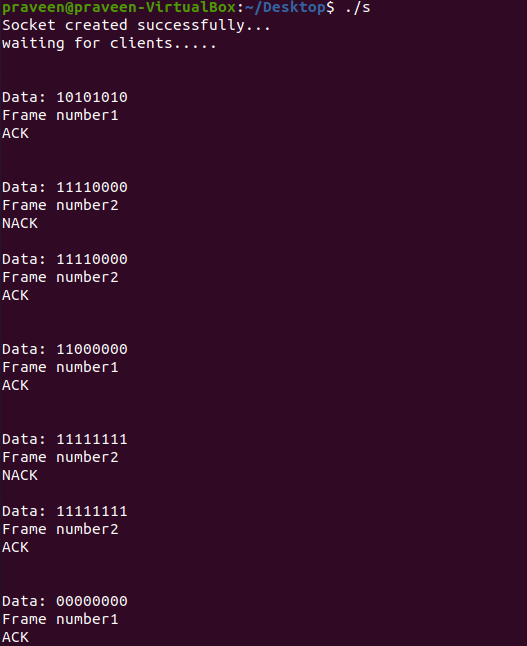 praveen@praveen-VirtualBox:~/Desktop$ ./s
Socket created successfully...
waiting for clients.....
Data: 10101010
Frame number1
ACK
Data: 11110000
Frame number2
NACK
Data: 11110000
Frame number2
ACK
Data: 11000000
Frame number1
ACK
Data: 11111111
Frame number2
NACK
Data: 11111111
Frame number2
ACK
Data: 00000000
Frame number1
ACK